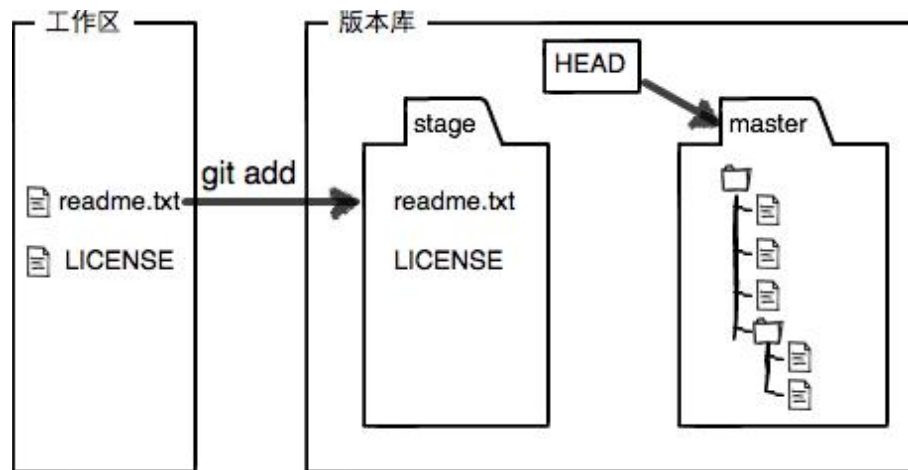 工作区
版本库
HEAD
stage
master
git add
readme.txt
readme.txt
LICENSE
LICENSE